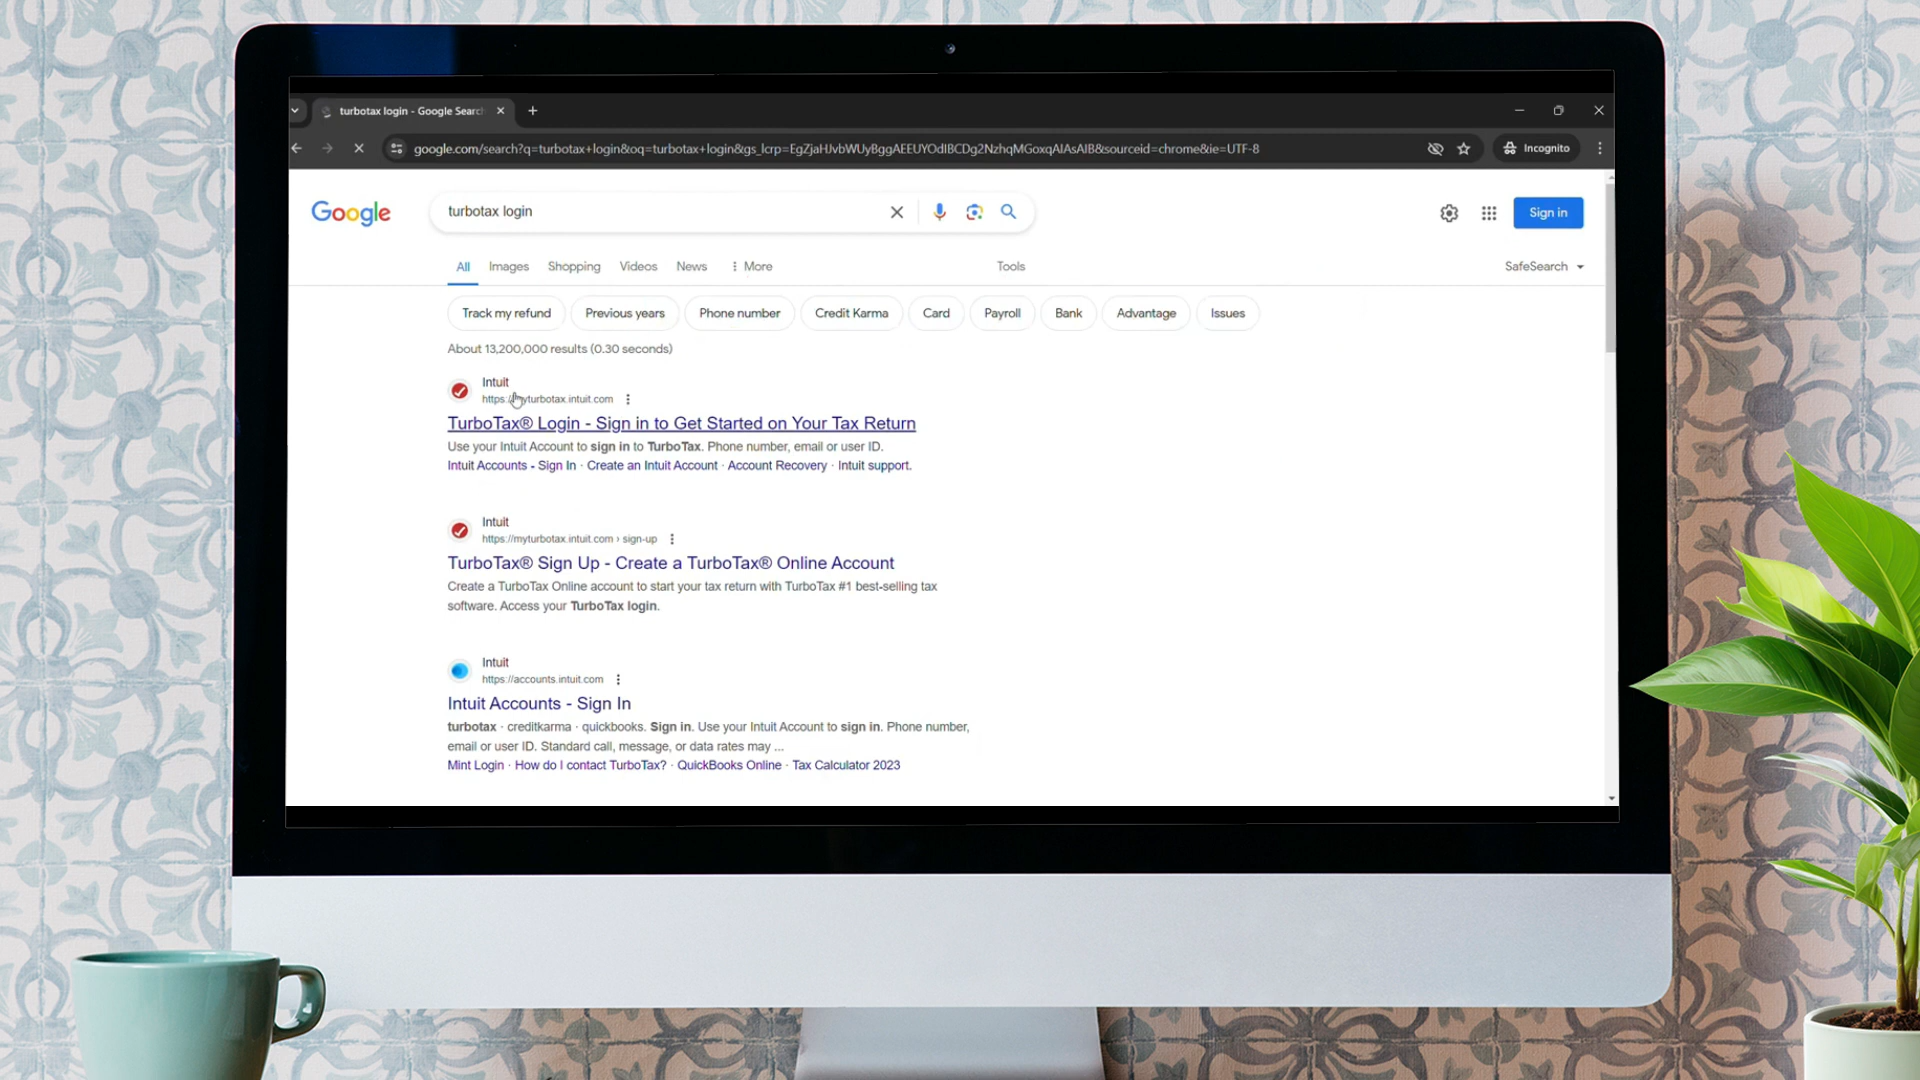 turbotax login - Google Search
google.com/search?q=turbotax+login&oq=turbotax+login&gs_lcrp=EgZjaHJvbWUyBggAEEUYOdIBCDg2NzhqMGoxqAIAsAIB&sourceid=chrome&ie=UTF-8
Incognito
Google
turbotax login
Sign in
All Images Shopping Videos News More Tools SafeSearch
Track my refund Previous years Phone number Credit Karma Card Payroll Bank Advantage Issues
About 13,200,000 results (0.30 seconds)
Intuit
https://myturbotax.intuit.com
TurboTax® Login - Sign in to Get Started on Your Tax Return
Use your Intuit Account to sign in to TurboTax. Phone number, email or user ID.
Intuit Accounts - Sign In · Create an Intuit Account · Account Recovery · Intuit support.
Intuit
https://myturbotax.intuit.com › sign-up
TurboTax® Sign Up - Create a TurboTax® Online Account
Create a TurboTax Online account to start your tax return with TurboTax #1 best-selling tax
software. Access your TurboTax login.
Intuit
https://accounts.intuit.com
Intuit Accounts - Sign In
turbotax · creditkarma · quickbooks. Sign in. Use your Intuit Account to sign in. Phone number,
email or user ID. Standard call, message, or data rates may ...
Mint Login · How do I contact TurboTax? · QuickBooks Online · Tax Calculator 2023